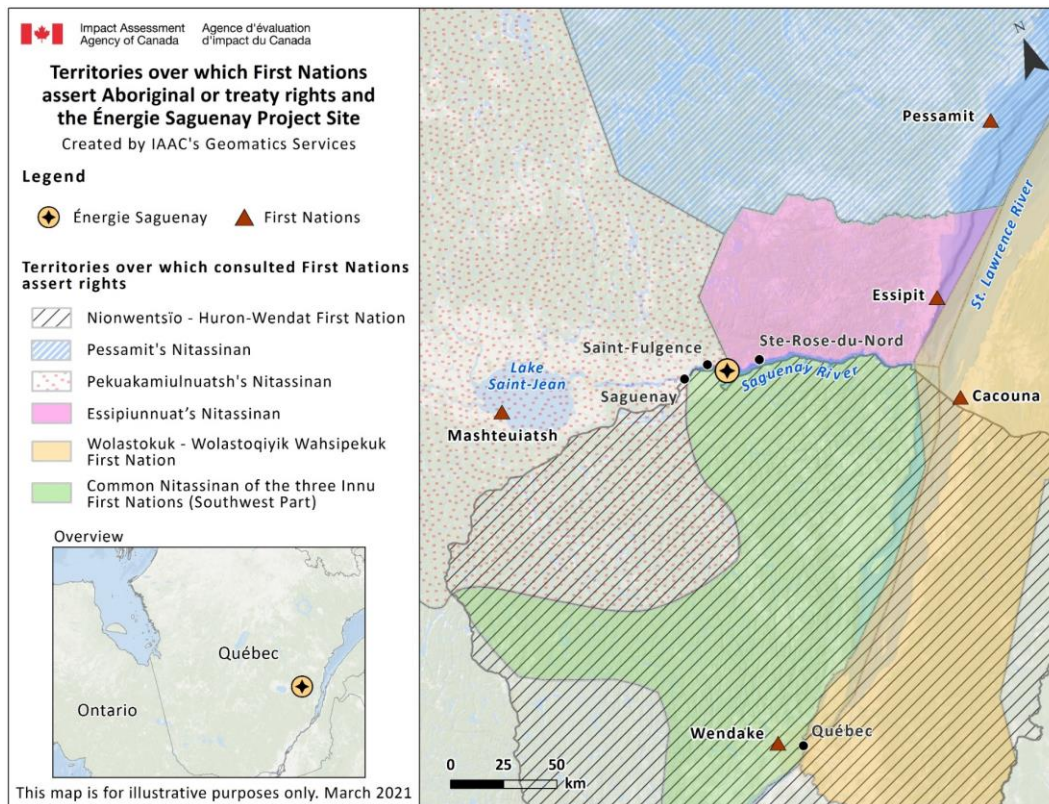 Impact Assessment
Agency of Canada
Agence d'évaluation
d'impact du Canada
Territories over which First Nations
assert Aboriginal or treaty rights and
the Énergie Saguenay Project Site
Created by IAAC's Geomatics Services
Legend
Énergie Saguenay
First Nations
Territories over which consulted First Nations
assert rights
Nionwentsïo - Huron-Wendat First Nation
Pessamit's Nitassinan
Pekuakamiulnuatsh's Nitassinan
Essipiunnuat's Nitassinan
Wolastokuk - Wolastoqiyik Wahsipekuk
First Nation
Common Nitassinan of the three Innu
First Nations (Southwest Part)
Overview
Québec
Ontario
This map is for illustrative purposes only. March 2021
N
Pessamit
St. Lawrence River
Essipit
Ste-Rose-du-Nord
Saint-Fulgence
Saguenay River
Lake
Saint-Jean
Saguenay
Cacouna
Mashteuiatsh
Wendake
Québec
0 25 50
km